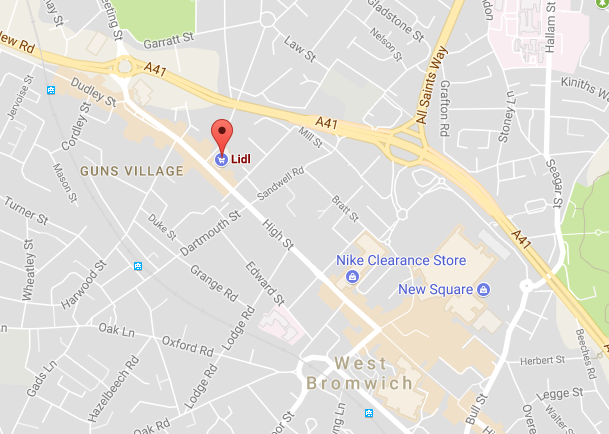 Gladstone St
Nelson St
Garratt St
Law St
New Rd
A41
Dudley St
Jervoise St
Cordley St
A41
Mill St
All Saints Way
Grafton Rd
Stoney L
Hallam St
Kiniths W
Lidl
GUNS VILLAGE
Mason St
Sandwell Rd
Seagar St
Turner St
Duke St
Dartmouth St
Bratt St
High St
A41
Wheatley St
Harwood St
Grange Rd
Edward St
Nike Clearance Store
New Square
Oak Ln
Lodge Rd
Oxford Rd
Beeches Rd
Gads Ln
Hazelbeech Rd
Lodge Rd
West
Bromwich
Herbert St
Bull St
Legge St